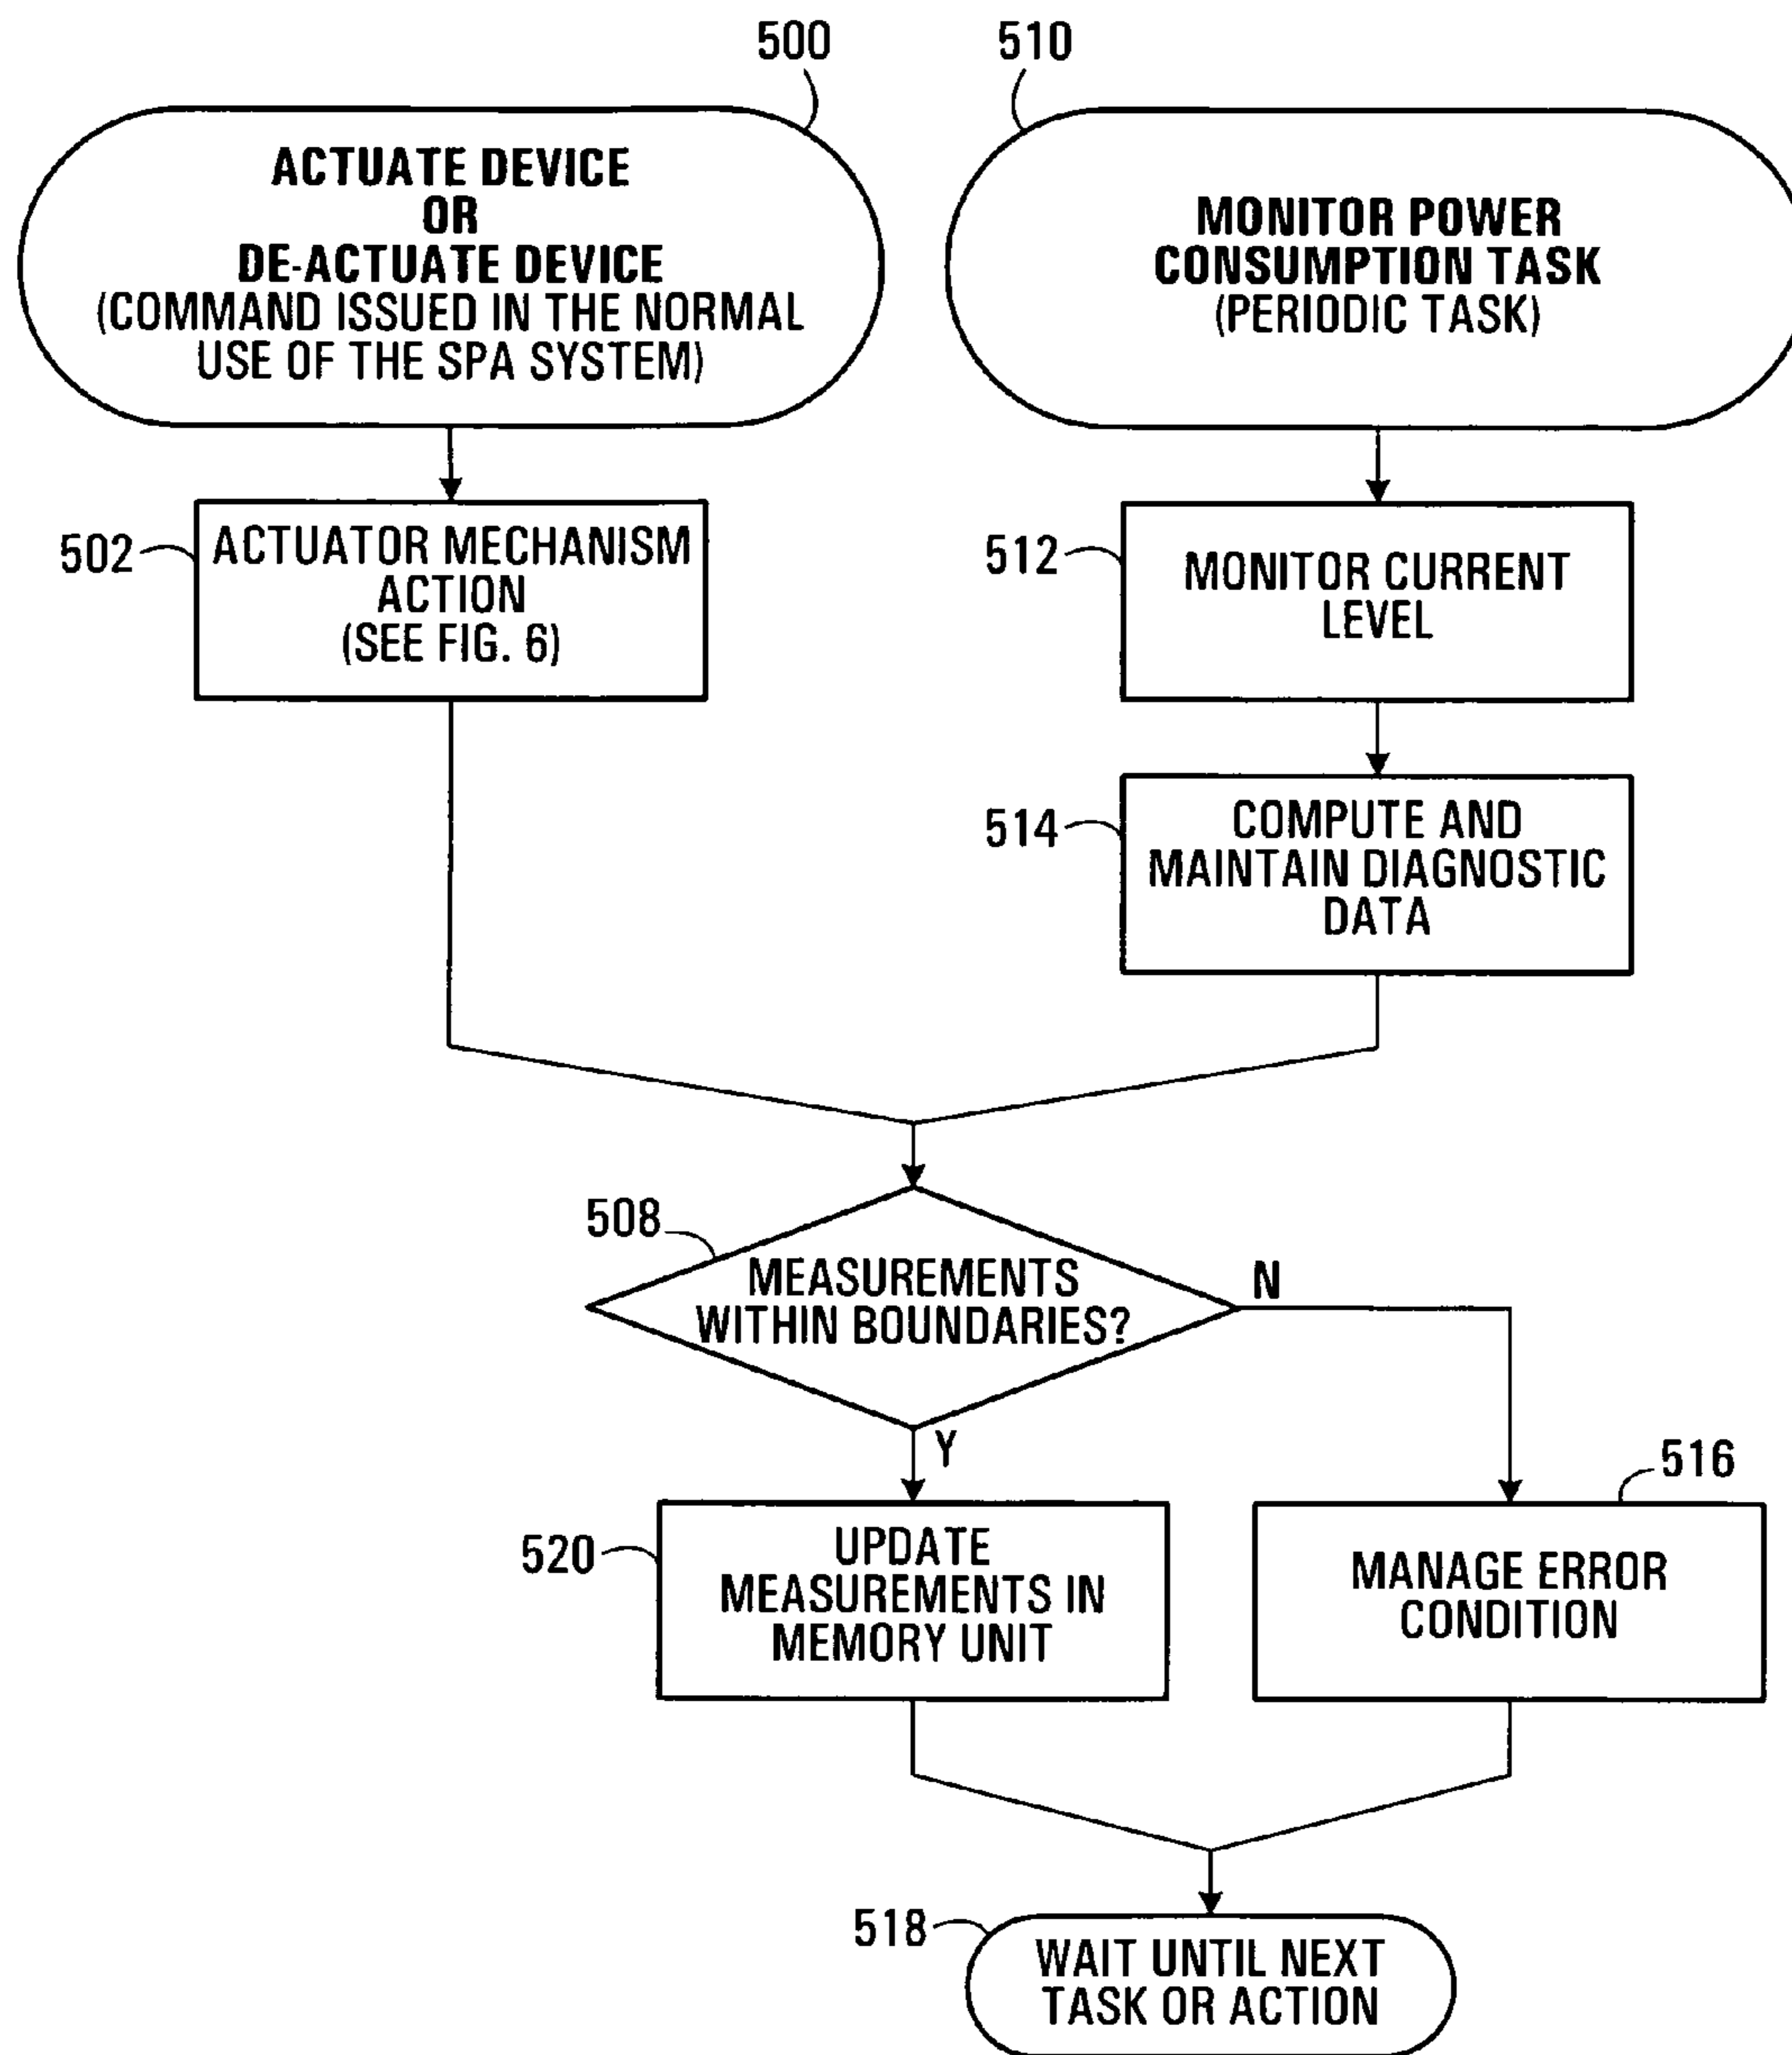 500
510
ACTUATE DEVICE
OR
DE-ACTUATE DEVICE
(COMMAND ISSUED IN THE NORMAL
USE OF THE SPA SYSTEM)
MONITOR POWER
CONSUMPTION TASK
(PERIODIC TASK)
502
ACTUATOR MECHANISM
ACTION
(SEE FIG. 6)
512
MONITOR CURRENT
LEVEL
514
COMPUTE AND
MAINTAIN DIAGNOSTIC
DATA
508
MEASUREMENTS
WITHIN BOUNDARIES?
N
Y
516
520
UPDATE
MEASUREMENTS IN
MEMORY UNIT
MANAGE ERROR
CONDITION
518
WAIT UNTIL NEXT
TASK OR ACTION